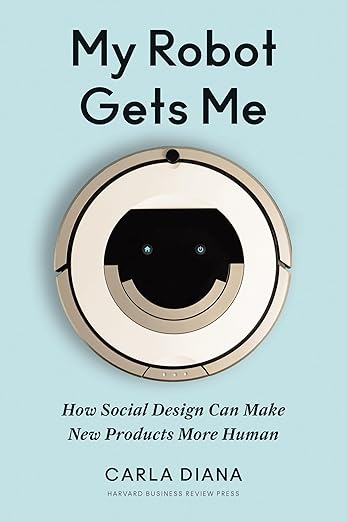 My Robot
Gets Me
How Social Design Can Make
New Products More Human
CARLA DIANA
HARVARD BUSINESS REVIEW PRESS